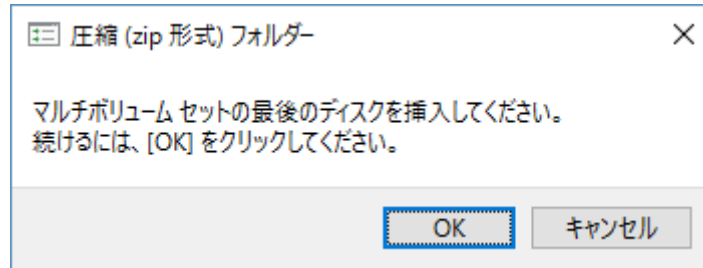 圧縮 (zip 形式) フォルダー
マルチボリューム セットの最後のディスクを挿入してください。
続けるには、[OK] をクリックしてください。
OK キャンセル